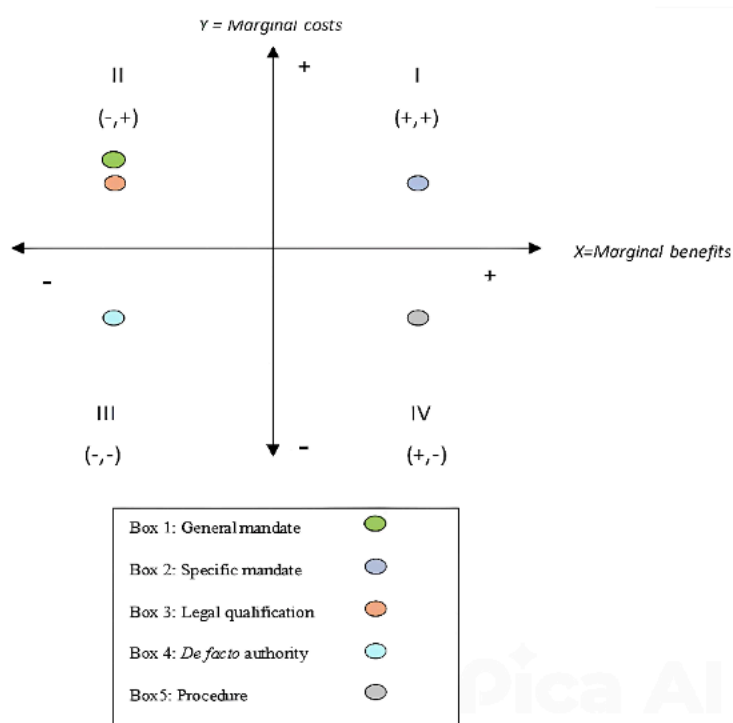 Y = Marginal costs
+
II
I
(-,+)
(+,+)
X=Marginal benefits
-
+
III
IV
(-,-)
-
(+,-)
Box 1: General mandate
Box 2: Specific mandate
Box 3: Legal qualification
Box 4: De facto authority
Box5: Procedure
Pica AI